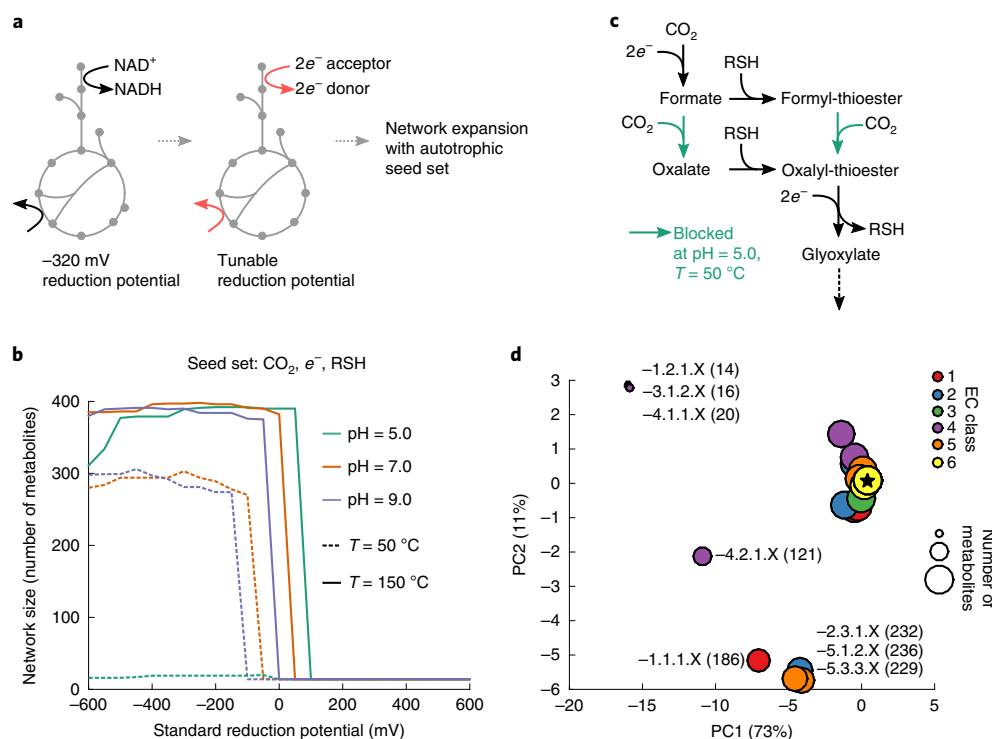 a
NAD+
NADH
2e− acceptor
2e− donor
Network expansion
with autotrophic
seed set
−320 mV
reduction potential
Tunable
reduction potential
c
CO2
2e−
RSH
Formate
Formyl-thioester
CO2
RSH
CO2
Oxalate
Oxalyl-thioester
2e−
RSH
Blocked
at pH = 5.0,
T = 50 °C
Glyoxylate
b
Seed set: CO2, e−, RSH
Network size (number of metabolites)
400
300
200
100
0
−600
−400
−200
0
200
400
600
Standard reduction potential (mV)
pH = 5.0
pH = 7.0
pH = 9.0
T = 50 °C
T = 150 °C
d
PC2 (11%)
3
2
1
0
−1
−2
−3
−4
−5
−6
−20
−15
−10
−5
0
5
PC1 (73%)
−1.2.1.X (14)
−3.1.2.X (16)
−4.1.1.X (20)
−4.2.1.X (121)
−1.1.1.X (186)
−2.3.1.X (232)
−5.1.2.X (236)
−5.3.3.X (229)
1
2
3
4
5
6
EC class
Number of
metabolites